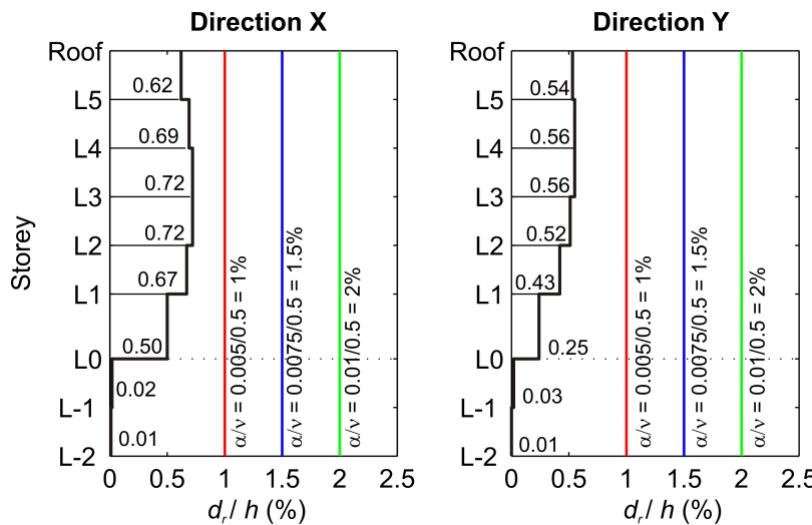 Direction X
Roof
L5
L4
L3
L2
L1
L0
L-1
L-2
Storey
0.62
0.69
0.72
0.72
0.67
0.50
0.02
0.01
α/ν = 0.005/0.5 = 1%
α/ν = 0.0075/0.5 = 1.5%
α/ν = 0.01/0.5 = 2%
0 0.5 1 1.5 2 2.5
dr/ h (%)
Direction Y
Roof
L5
L4
L3
L2
L1
L0
L-1
L-2
0.54
0.56
0.56
0.52
0.43
0.25
0.03
0.01
α/ν = 0.005/0.5 = 1%
α/ν = 0.0075/0.5 = 1.5%
α/ν = 0.01/0.5 = 2%
0 0.5 1 1.5 2 2.5
dr/ h (%)